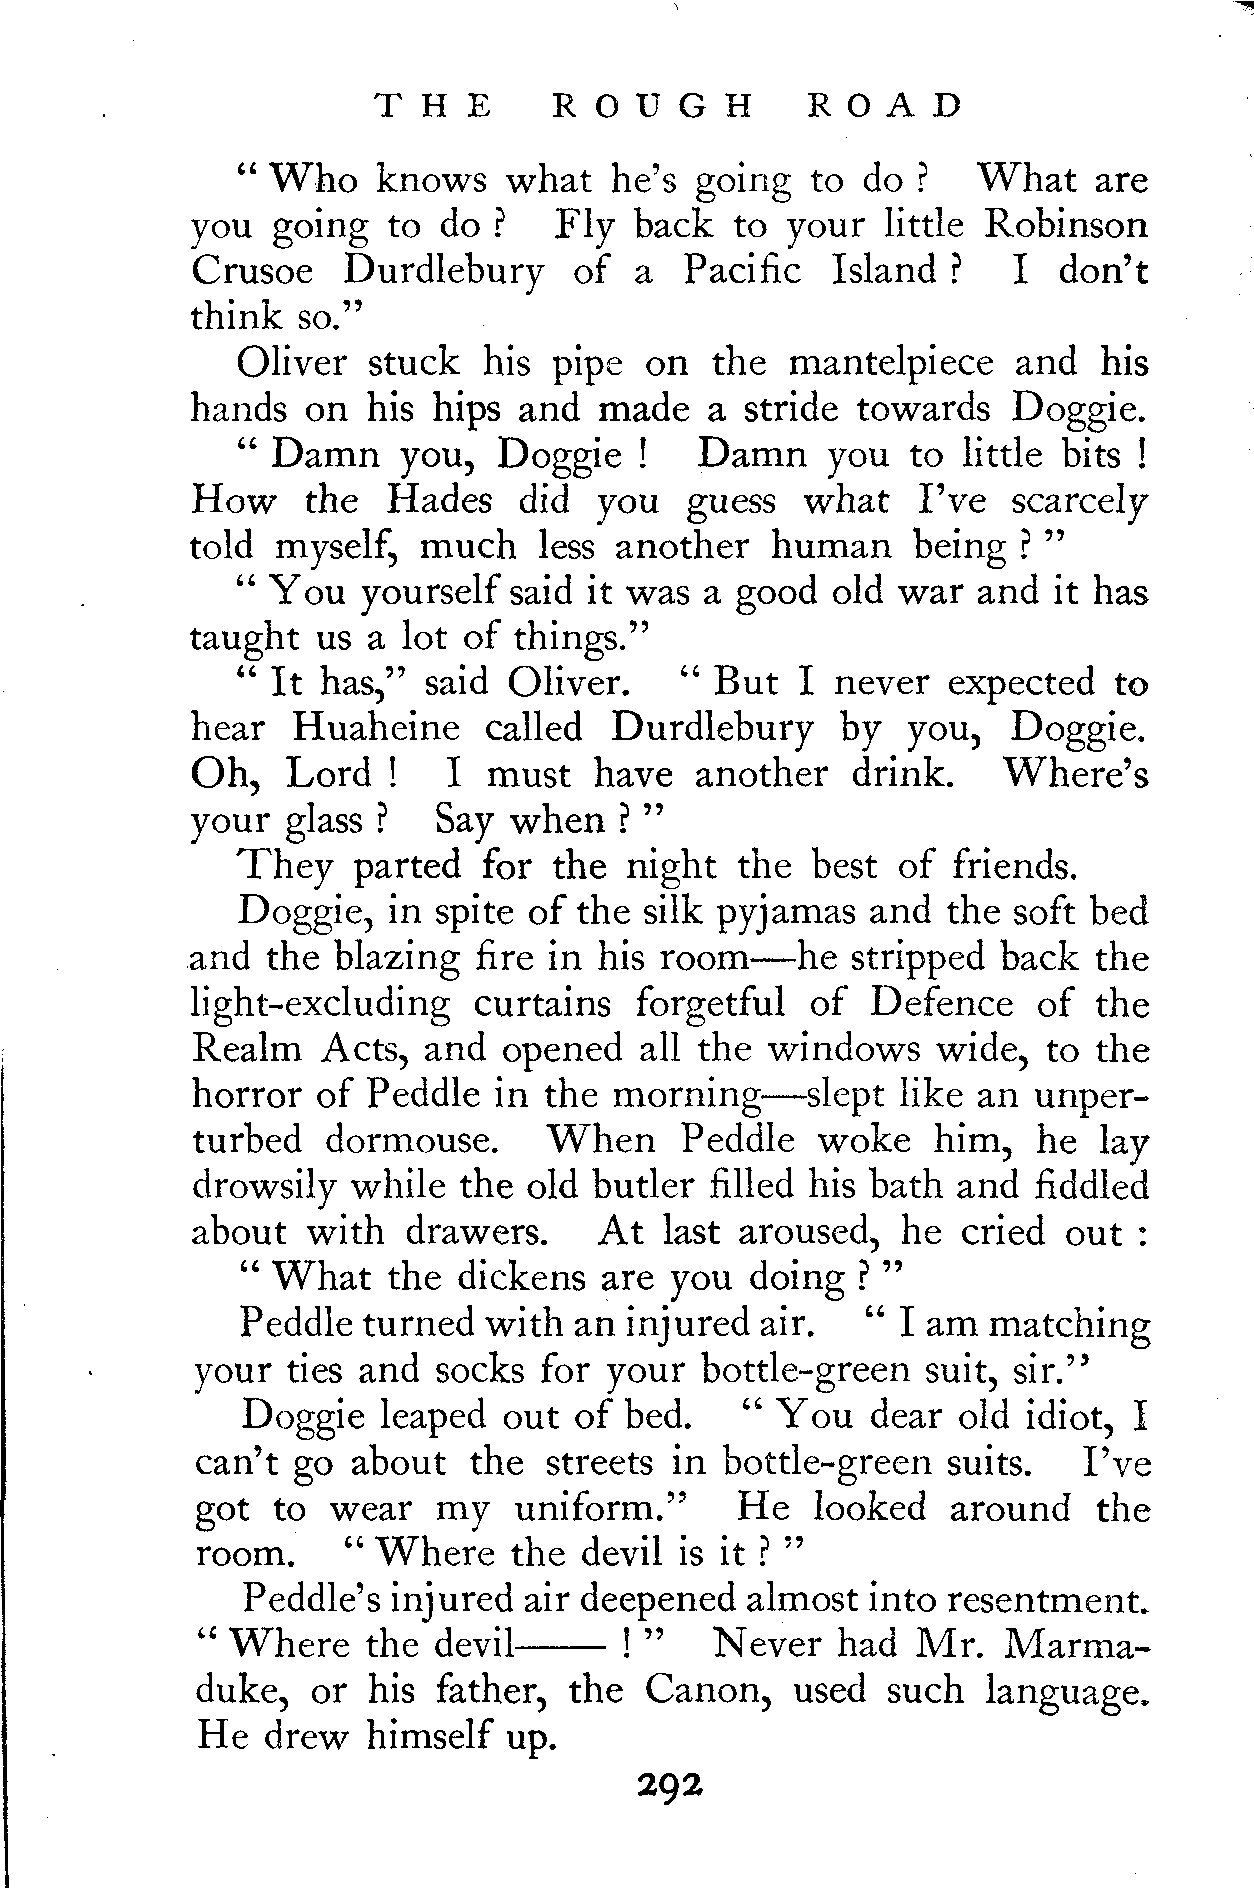 THE ROUGH ROAD
“ Who knows what he’s going to do ? What are
you going to do ? Fly back to your little Robinson
Crusoe Durdlebury of a Pacific Island ? I don’t
think so.”
Oliver stuck his pipe on the mantelpiece and his
hands on his hips and made a stride towards Doggie.
“ Damn you, Doggie ! Damn you to little bits !
How the Hades did you guess what I’ve scarcely
told myself, much less another human being ? ”
“ You yourself said it was a good old war and it has
taught us a lot of things.”
“ It has,” said Oliver. “ But I never expected to
hear Huaheine called Durdlebury by you, Doggie.
Oh, Lord ! I must have another drink. Where’s
your glass ? Say when ? ”
They parted for the night the best of friends.
Doggie, in spite of the silk pyjamas and the soft bed
and the blazing fire in his room—he stripped back the
light-excluding curtains forgetful of Defence of the
Realm Acts, and opened all the windows wide, to the
horror of Peddle in the morning—slept like an unper-
turbed dormouse. When Peddle woke him, he lay
drowsily while the old butler filled his bath and fiddled
about with drawers. At last aroused, he cried out :
“ What the dickens are you doing ? ”
Peddle turned with an injured air. “ I am matching
your ties and socks for your bottle-green suit, sir.”
Doggie leaped out of bed. “ You dear old idiot, I
can’t go about the streets in bottle-green suits. I’ve
got to wear my uniform.” He looked around the
room. “ Where the devil is it ? ”
Peddle’s injured air deepened almost into resentment.
“ Where the devil—— ! ” Never had Mr. Marma-
duke, or his father, the Canon, used such language.
He drew himself up.
292